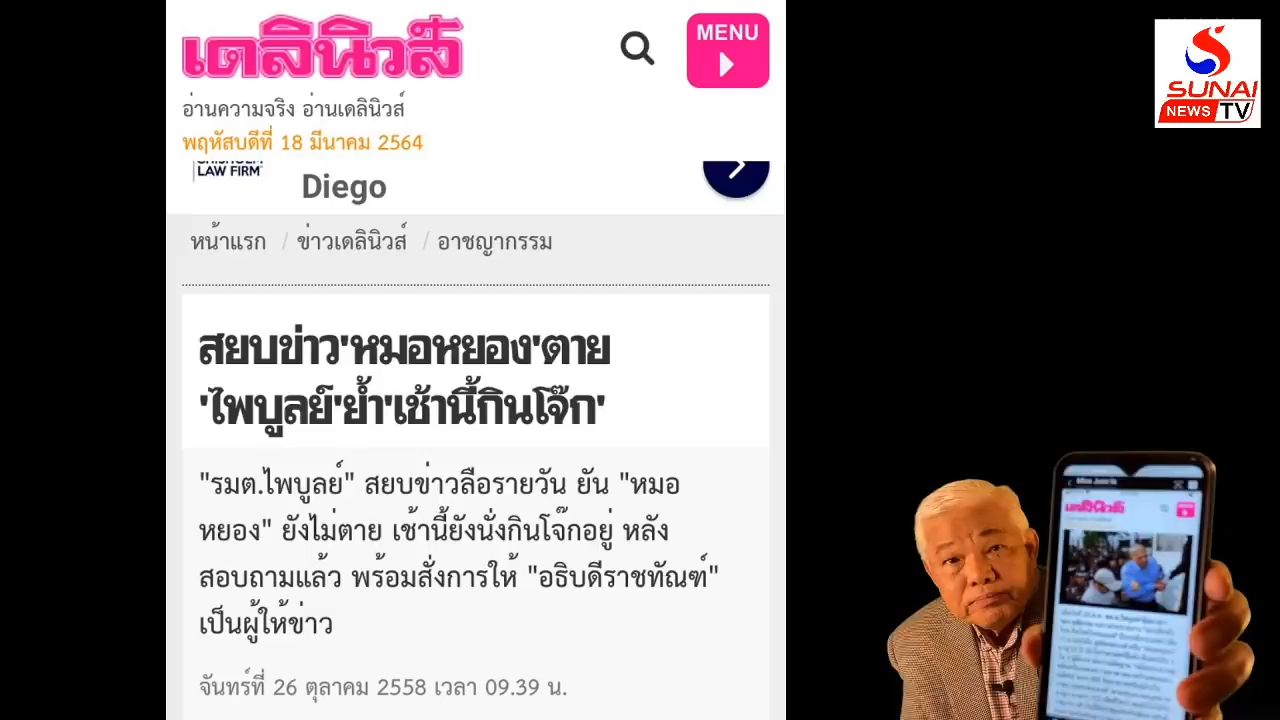 เดลินิวส์
MENU
อ่านความจริง อ่านเดลินิวส์
พฤหัสบดีที่ 18 มีนาคม 2564
LAW FIRM
Diego
หน้าแรก / ข่าวเดลินิวส์ / อาชญากรรม
สยบข่าว'หมอหยอง'ตาย
'ไพบูลย์'ย้ำ'เช้านี้กินโจ๊ก'
"รมต.ไพบูลย์" สยบข่าวลือรายวัน ยัน "หมอ
หยอง" ยังไม่ตาย เช้านี้ยังนั่งกินโจ๊กอยู่ หลัง
สอบถามแล้ว พร้อมสั่งการให้ "อธิบดีราชทัณฑ์"
เป็นผู้ให้ข่าว
จันทร์ที่ 26 ตุลาคม 2558 เวลา 09.39 น.
SUNAI
NEWS TV
เดลินิวส์